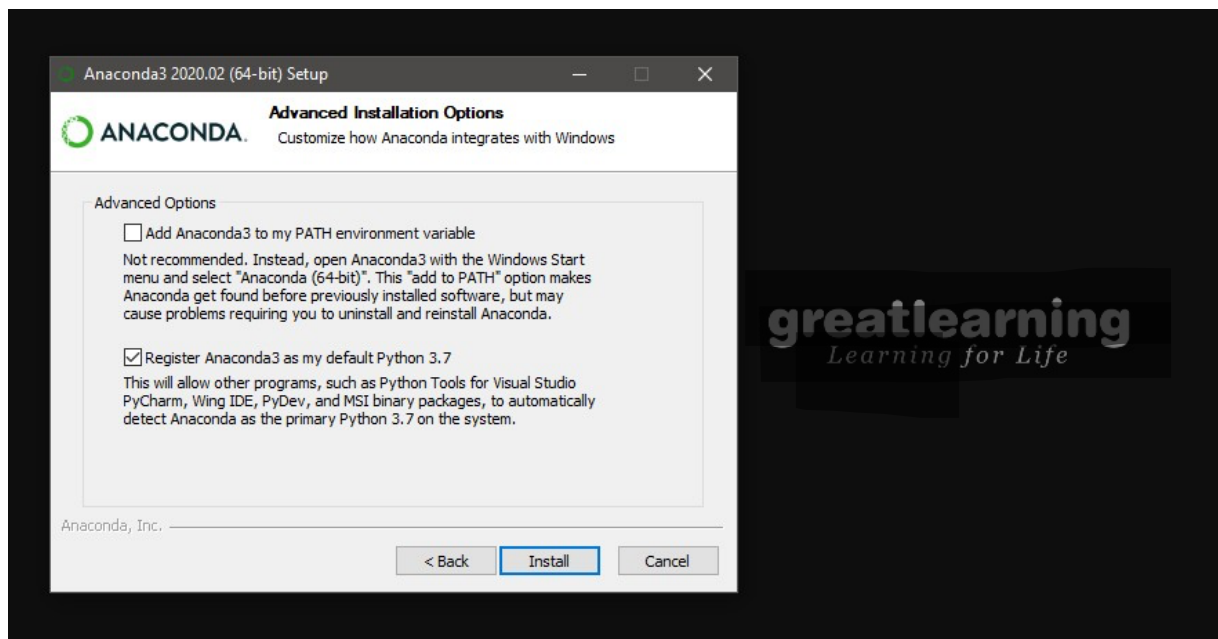 Anaconda3 2020.02 (64-bit) Setup
ANACONDA.
Advanced Installation Options
Customize how Anaconda integrates with Windows
Advanced Options
Add Anaconda3 to my PATH environment variable
Not recommended. Instead, open Anaconda3 with the Windows Start
menu and select "Anaconda (64-bit)". This "add to PATH" option makes
Anaconda get found before previously installed software, but may
cause problems requiring you to uninstall and reinstall Anaconda.
Register Anaconda3 as my default Python 3.7
This will allow other programs, such as Python Tools for Visual Studio
PyCharm, Wing IDE, PyDev, and MSI binary packages, to automatically
detect Anaconda as the primary Python 3.7 on the system.
Anaconda, Inc.
< Back
Install
Cancel
greatlearning
Learning for Life